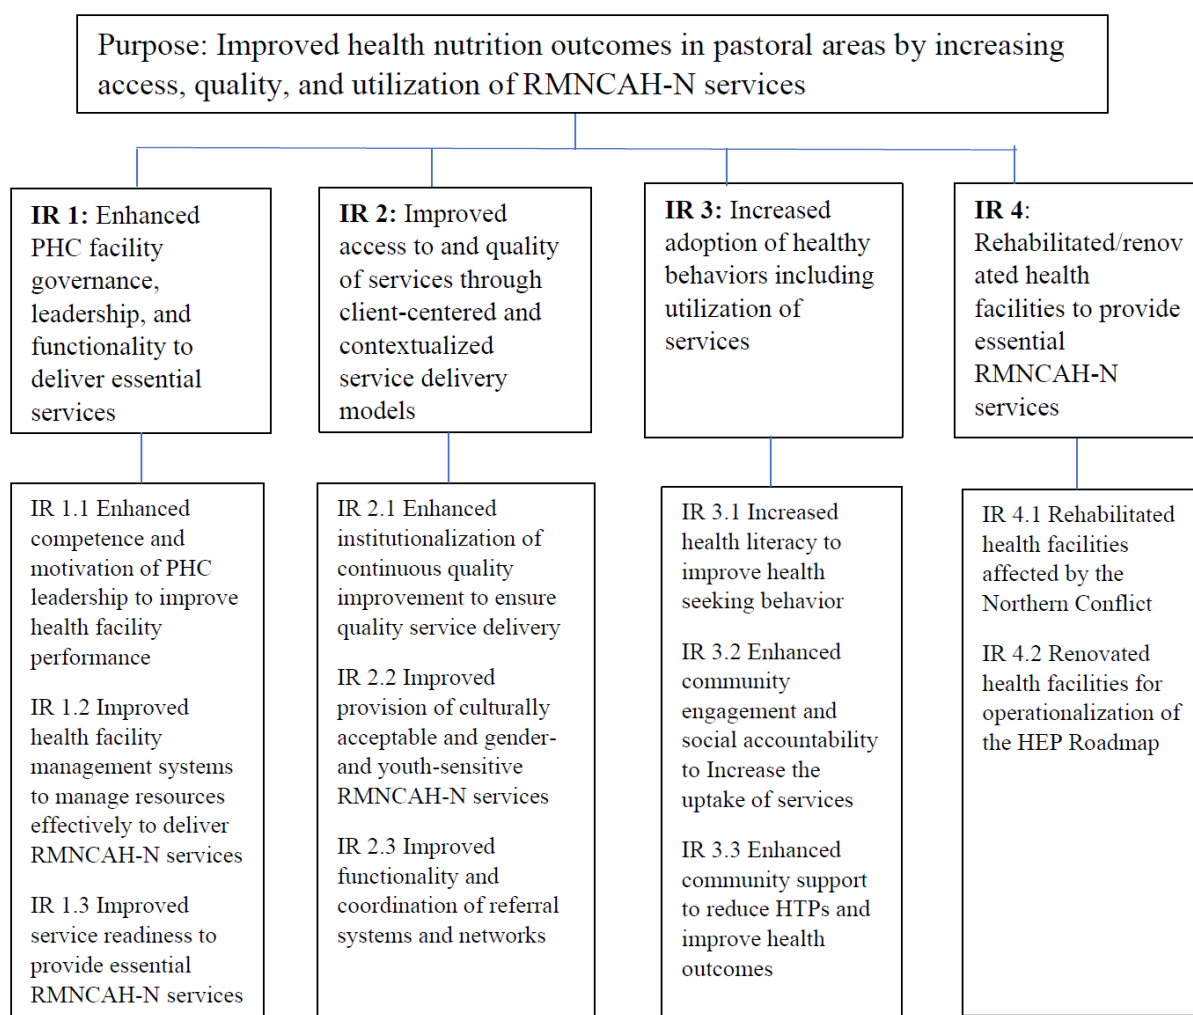 Purpose: Improved health nutrition outcomes in pastoral areas by increasing
access, quality, and utilization of RMNCAH-N services
IR 1: Enhanced
PHC facility
governance,
leadership, and
functionality to
deliver essential
services
IR 2: Improved
access to and quality
of services through
client-centered and
contextualized
service delivery
models
IR 3: Increased
adoption of healthy
behaviors including
utilization of
services
IR 4:
Rehabilitated/renov
ated health
facilities to provide
essential
RMNCAH-N
services
IR 1.1 Enhanced
competence and
motivation of PHC
leadership to improve
health facility
performance
IR 1.2 Improved
health facility
management systems
to manage resources
effectively to deliver
RMNCAH-N services
IR 1.3 Improved
service readiness to
provide essential
RMNCAH-N services
IR 2.1 Enhanced
institutionalization of
continuous quality
improvement to ensure
quality service delivery
IR 2.2 Improved
provision of culturally
acceptable and gender-
and youth-sensitive
RMNCAH-N services
IR 2.3 Improved
functionality and
coordination of referral
systems and networks
IR 3.1 Increased
health literacy to
improve health
seeking behavior
IR 3.2 Enhanced
community
engagement and
social accountability
to Increase the
uptake of services
IR 3.3 Enhanced
community support
to reduce HTPs and
improve health
outcomes
IR 4.1 Rehabilitated
health facilities
affected by the
Northern Conflict
IR 4.2 Renovated
health facilities for
operationalization of
the HEP Roadmap